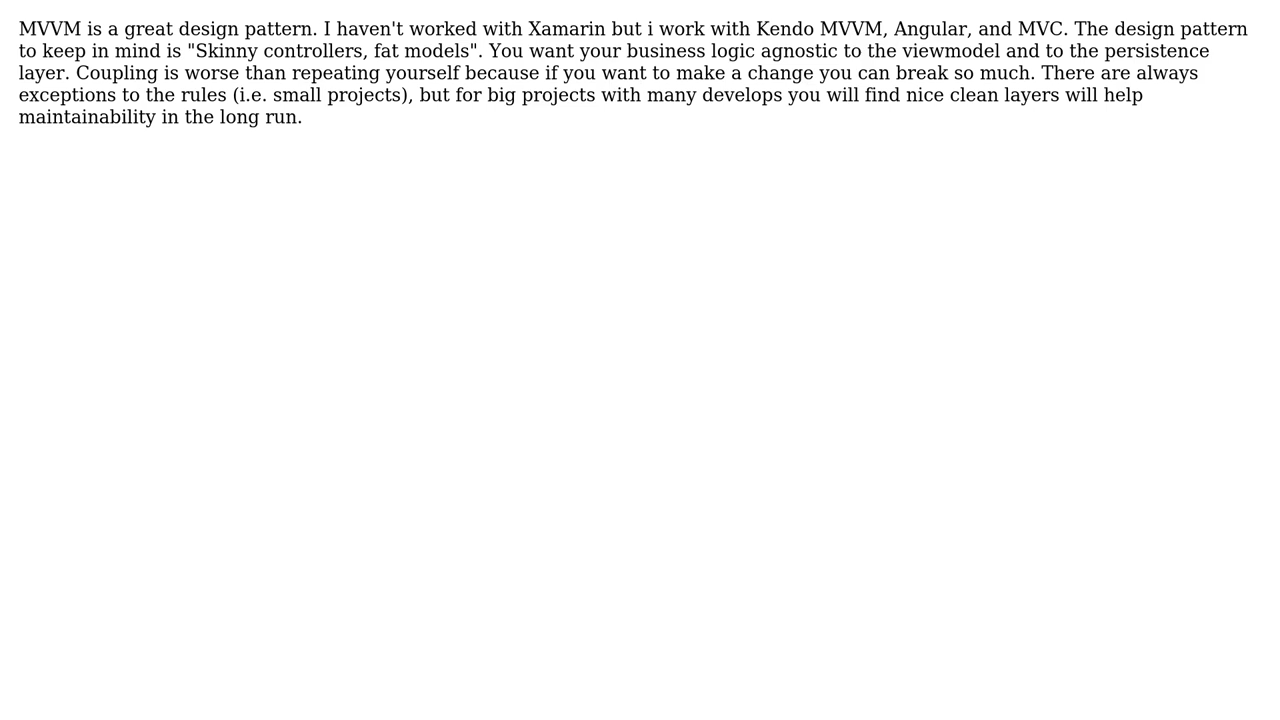 MVVM is a great design pattern. I haven't worked with Xamarin but i work with Kendo MVVM, Angular, and MVC. The design pattern
to keep in mind is "Skinny controllers, fat models". You want your business logic agnostic to the viewmodel and to the persistence
layer. Coupling is worse than repeating yourself because if you want to make a change you can break so much. There are always
exceptions to the rules (i.e. small projects), but for big projects with many develops you will find nice clean layers will help
maintainability in the long run.